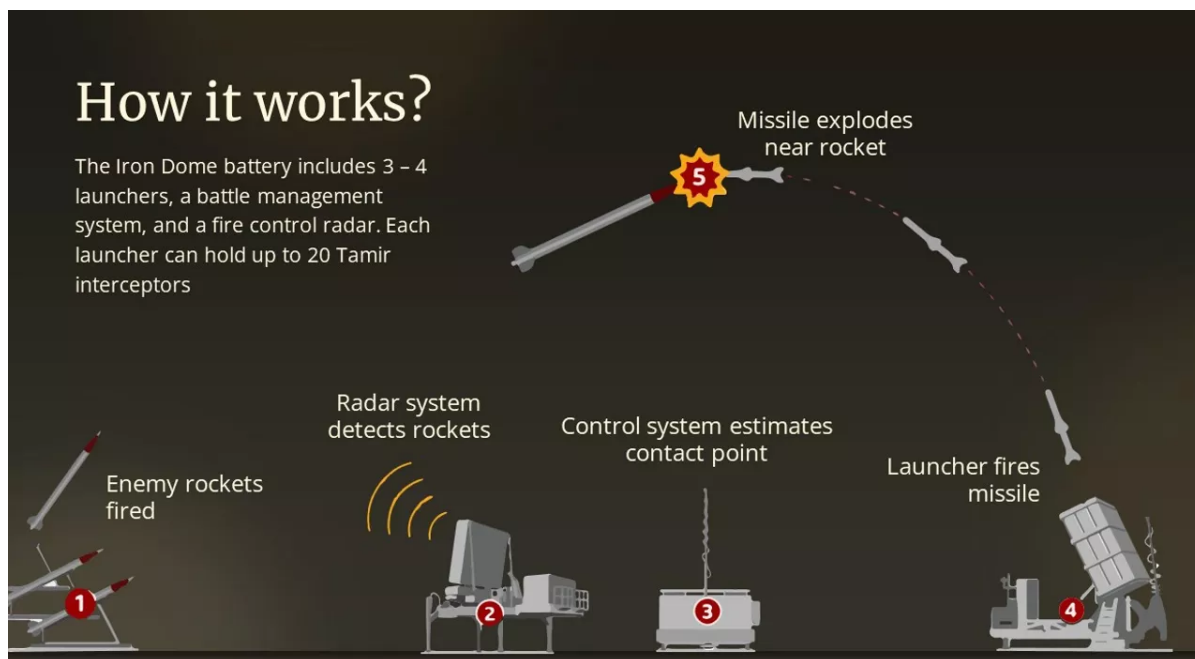 How it works?
The Iron Dome battery includes 3 – 4
launchers, a battle management
system, and a fire control radar. Each
launcher can hold up to 20 Tamir
interceptors
Missile explodes
near rocket
5
Radar system
detects rockets
Control system estimates
contact point
Launcher fires
missile
Enemy rockets
fired
1
2
3
4